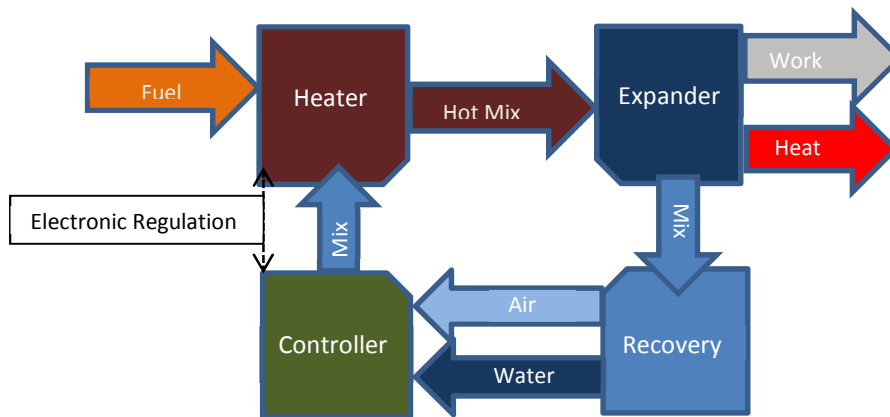 Work
Fuel
Heater
Hot Mix
Expander
Heat
Electronic Regulation
Mix
Mix
Air
Controller
Recovery
Water